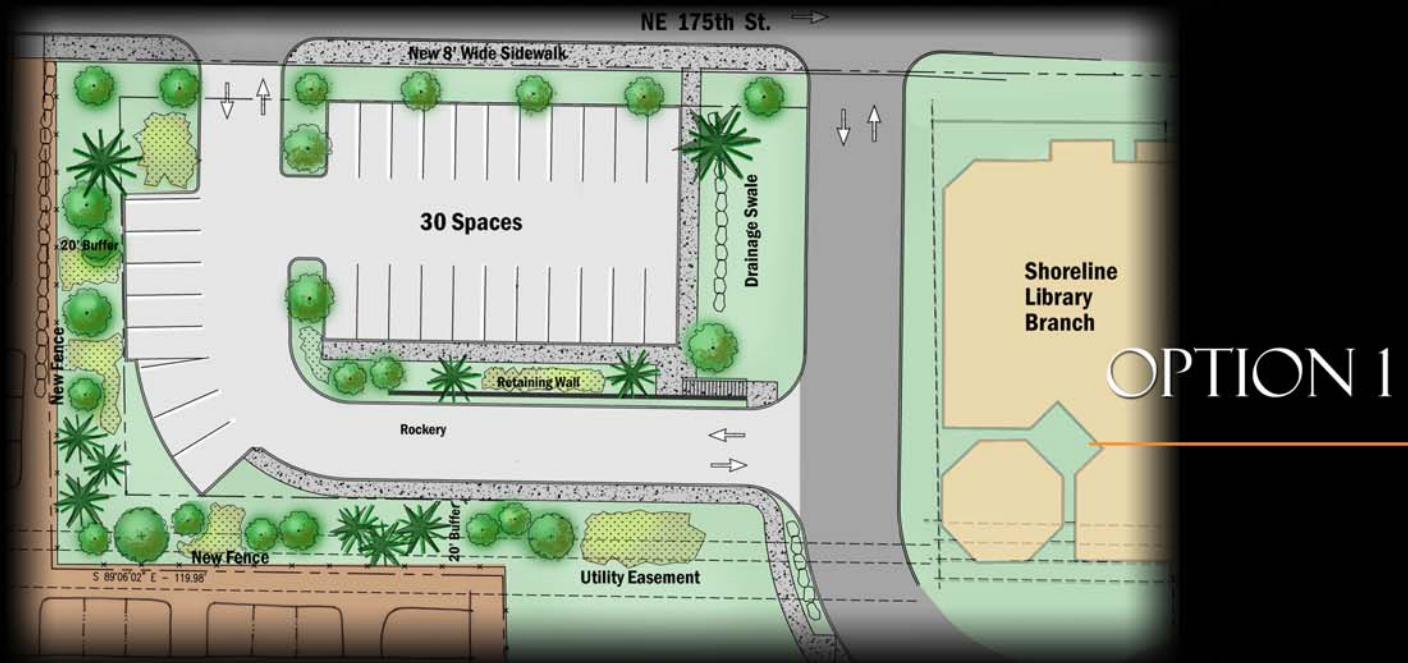 NE 175th St.
New 8' Wide Sidewalk
30 Spaces
Drainage Swale
20' Buffer
New Fence
Shoreline
Library
Branch
OPTION 1
Retaining Wall
Rockery
20' Buffer
New Fence
Utility Easement
S 89°06'02" E - 119.98'